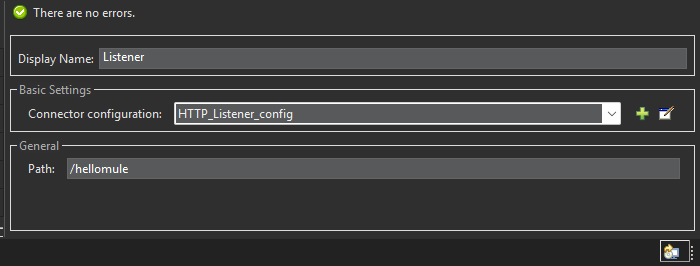 There are no errors.
Display Name: Listener
Basic Settings
Connector configuration: HTTP_Listener_config
General
Path: /hellomule